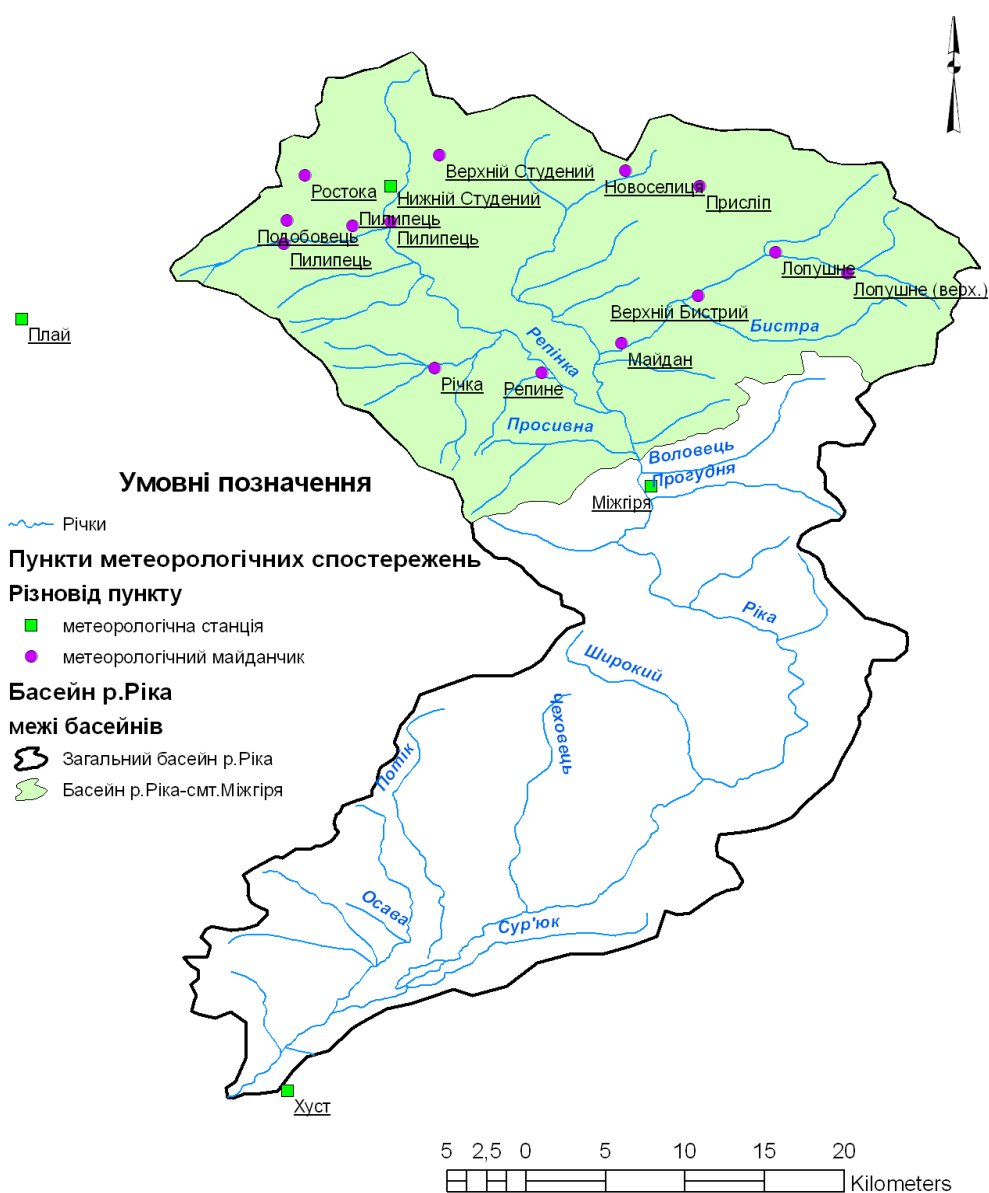 Верхній Студений
Ростока
Нижній Студений
Новоселиця
Присліп
Пилипець
Подобовець
Пилипець
Пилипець
Лопушне
Лопушне (верх.)
Верхній Бистрий
Бистра
Плай
Репінка
Майдан
Річка
Репине
Просивна
Воловець
Прогудня
Міжгіря
Умовні позначення
Річки
Пункти метеорологічних спостережень
Різновід пункту
метеорологічна станція
метеорологічний майданчик
Басейн р.Ріка
межі басейнів
Загальний басейн р.Ріка
Басейн р.Ріка-смт.Міжгіря
Ріка
Широкий
Чеховець
Потік
Осава
Сур'юк
Хуст
5 2,5 0 5 10 15 20
Kilometers